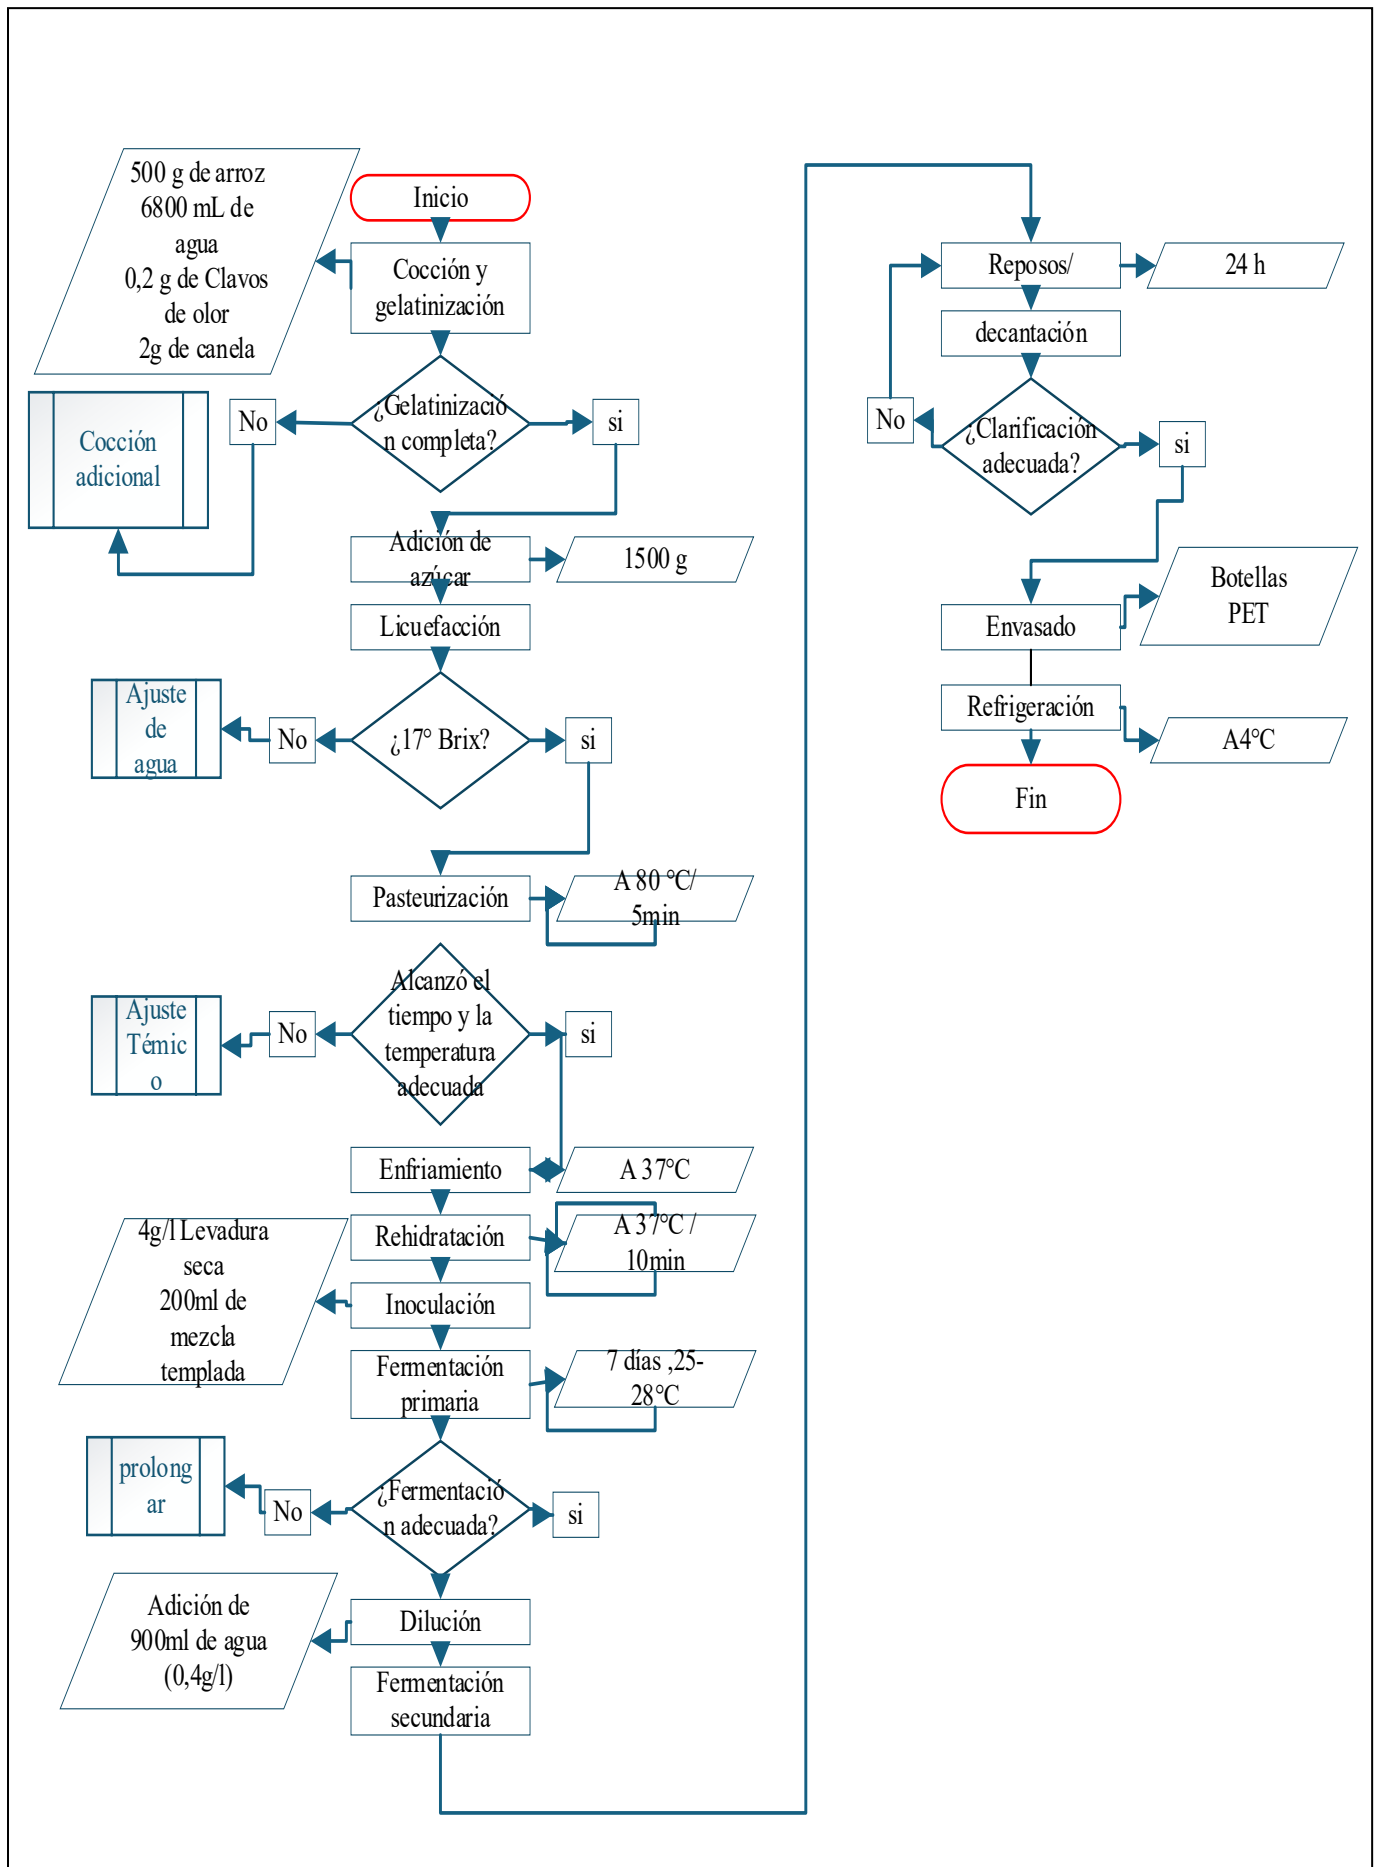 500 g de arroz
6800 mL de
agua
0,2 g de Clavos
de olor
2g de canela
Inicio
Cocción y
gelatinización
¿Gelatinizació
n completa?
No
si
Cocción
adicional
Adición de
azúcar
1500 g
Licuefacción
¿17° Brix?
No
si
Ajuste
de
agua
Pasteurización
A 80 °C/
5min
Alcanzó el
tiempo y la
temperatura
adecuada
No
si
Ajuste
Témic
o
Enfriamiento
A 37°C
Rehidratación
A 37°C /
10min
4g/l Levadura
seca
200ml de
mezcla
templada
Inoculación
Fermentación
primaria
7 días ,25-
28°C
¿Fermentació
n adecuada?
No
si
prolong
ar
Dilución
Adición de
900ml de agua
(0,4g/l)
Fermentación
secundaria
Reposos/
24 h
decantación
¿Clarificación
adecuada?
No
si
Envasado
Botellas
PET
Refrigeración
A4°C
Fin